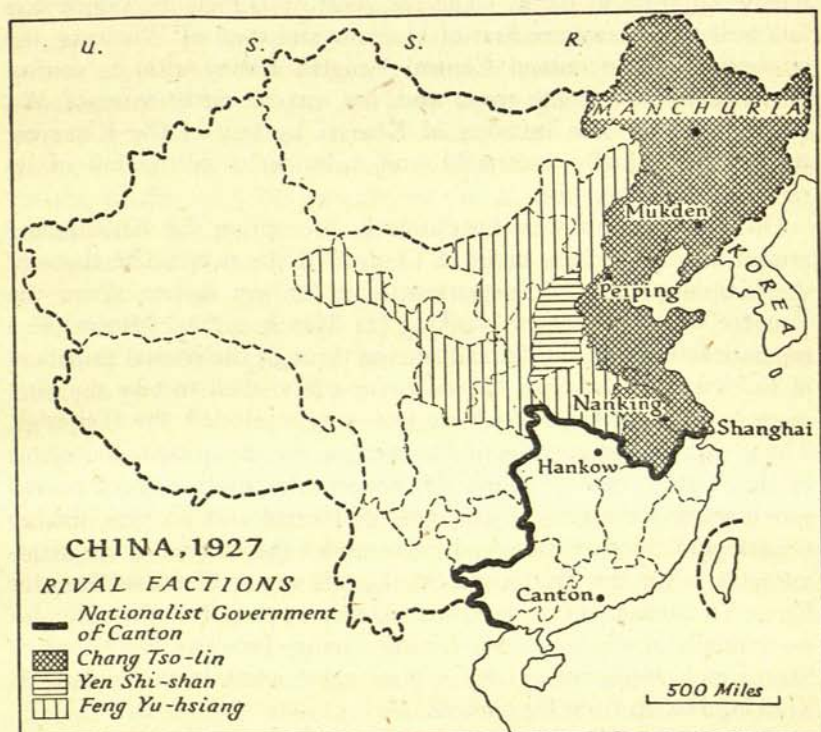 U. S. S. R.
MANCHURIA
Mukden
KOREA
Peiping
Nanking
Shanghai
Hankow
Canton
CHINA, 1927
RIVAL FACTIONS
Nationalist Government
of Canton
Chang Tso-lin
Yen Shi-shan
Feng Yu-hsiang
500 Miles